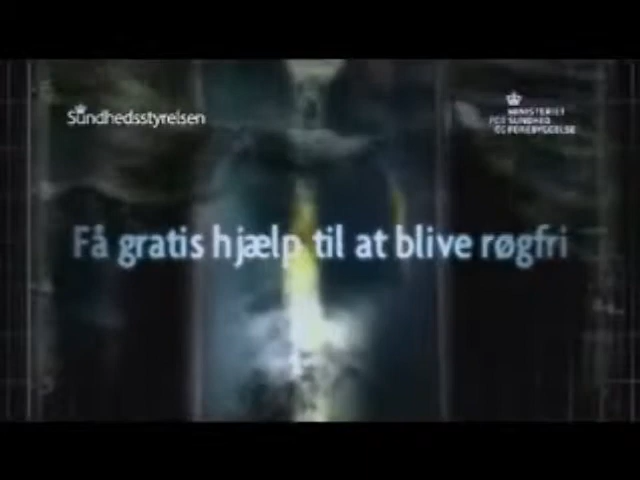 Sundhedsstyrelsen
MINISTERIET
FOR SUNDHED
OG FOREBYGGELSE
Få gratis hjælp til at blive røgfri